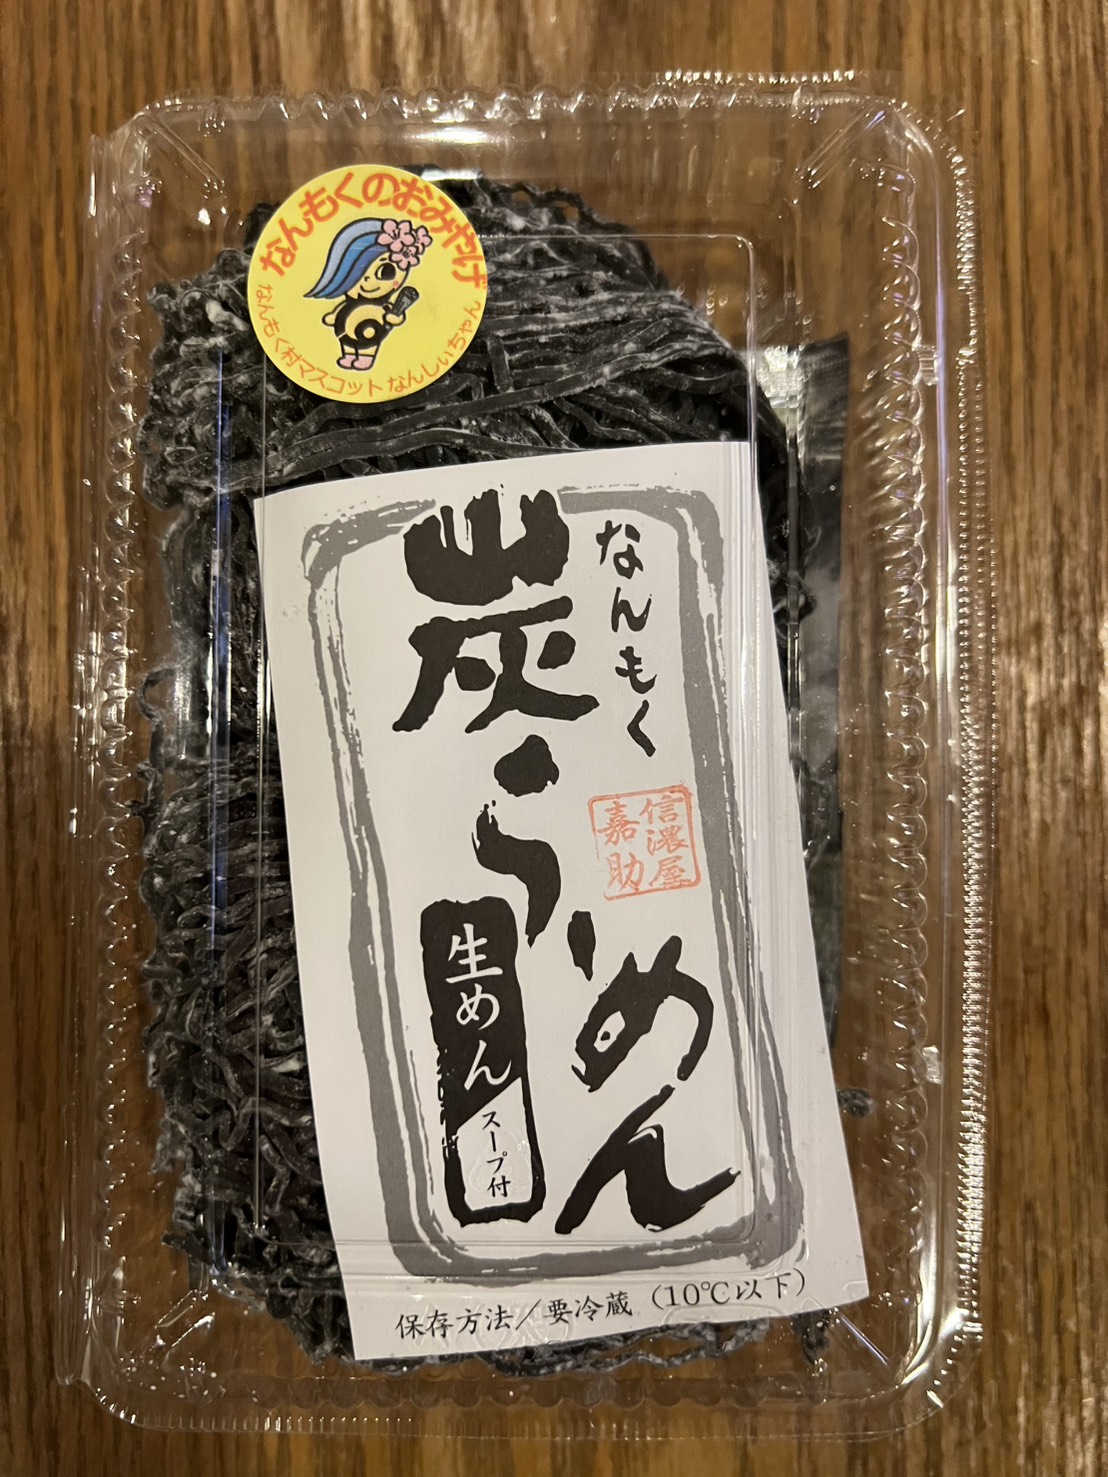 なんもくのおみやげ
なんもく村マスコット なんしぃちゃん
なんもく
炭らーめん
信濃屋
嘉助
生めん
スープ付
保存方法／要冷蔵（10℃以下）